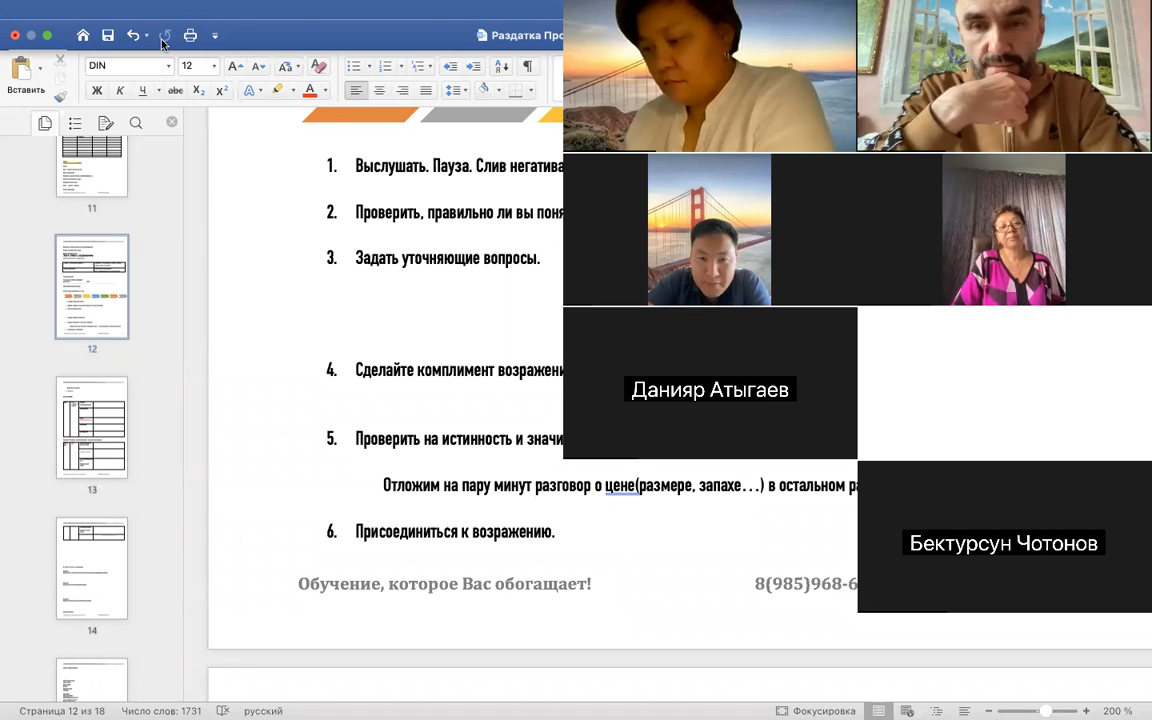 Раздатка Про
DIN
12
Вставить
Ж К Ч abc X₂ X²
11
12
13
14
1. Выслушать. Пауза. Слив негатива
2. Проверить, правильно ли вы поня
3. Задать уточняющие вопросы.
4. Сделайте комплимент возражени
5. Проверить на истинность и значи
Отложим на пару минут разговор о цене(размере, запахе…) в остальном ра
6. Присоединиться к возражению.
Обучение, которое Вас обогащает!
8(985)968-6
Данияр Атыгаев
Бектурсун Чотонов
Страница 12 из 18
Число слов: 1731
русский
Фокусировка
200 %